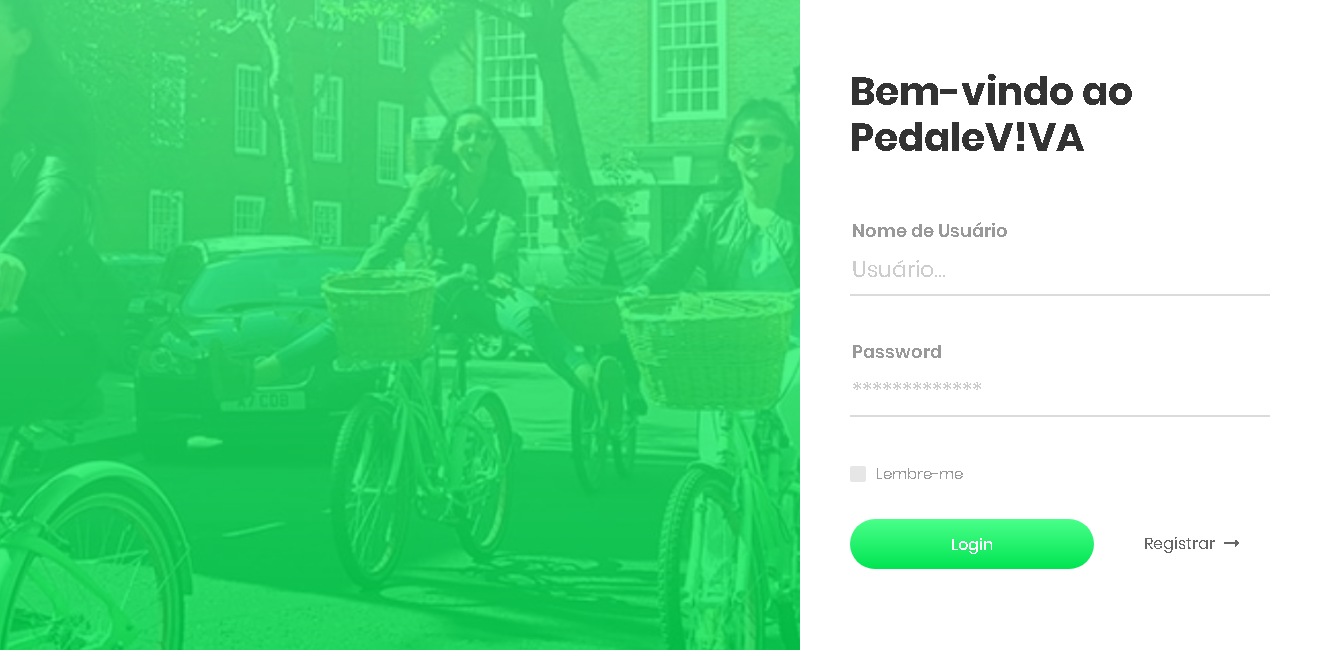 Bem-vindo ao
PedaleV!VA
Nome de Usuário
Usuário...
Password
*************
Lembre-me
Login
Registrar →